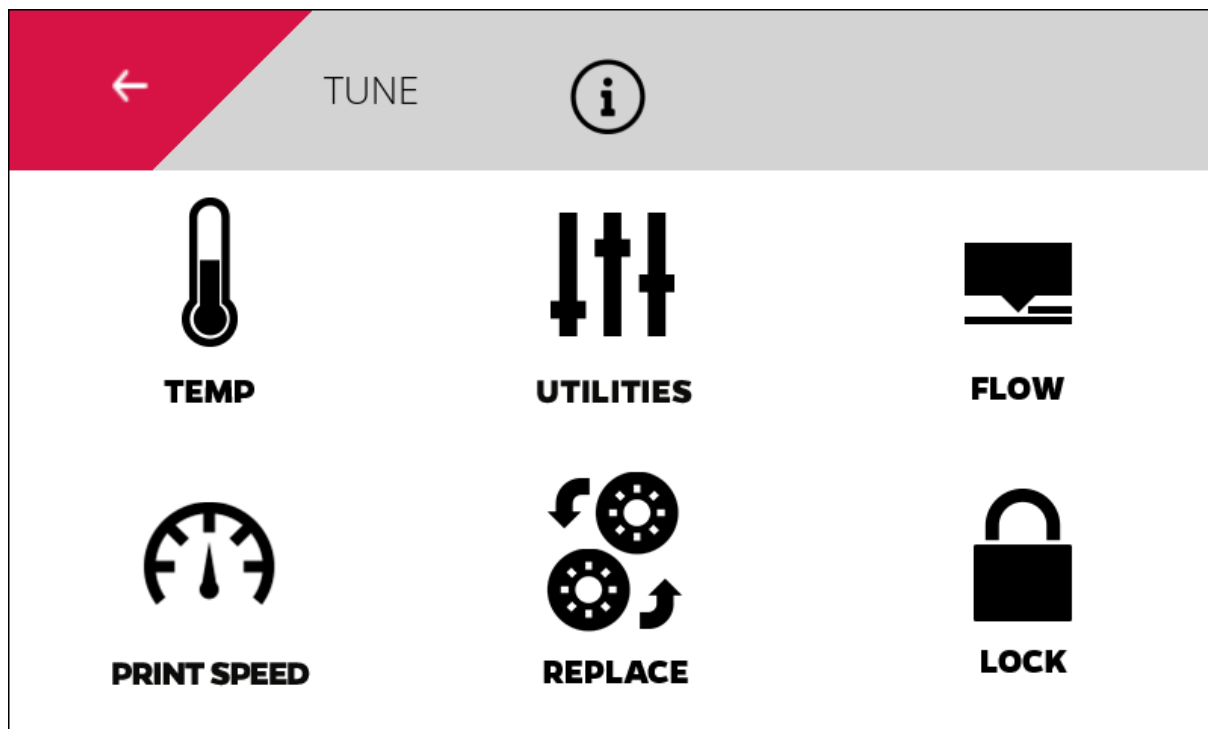 TUNE
TEMP
UTILITIES
FLOW
PRINT SPEED
REPLACE
LOCK